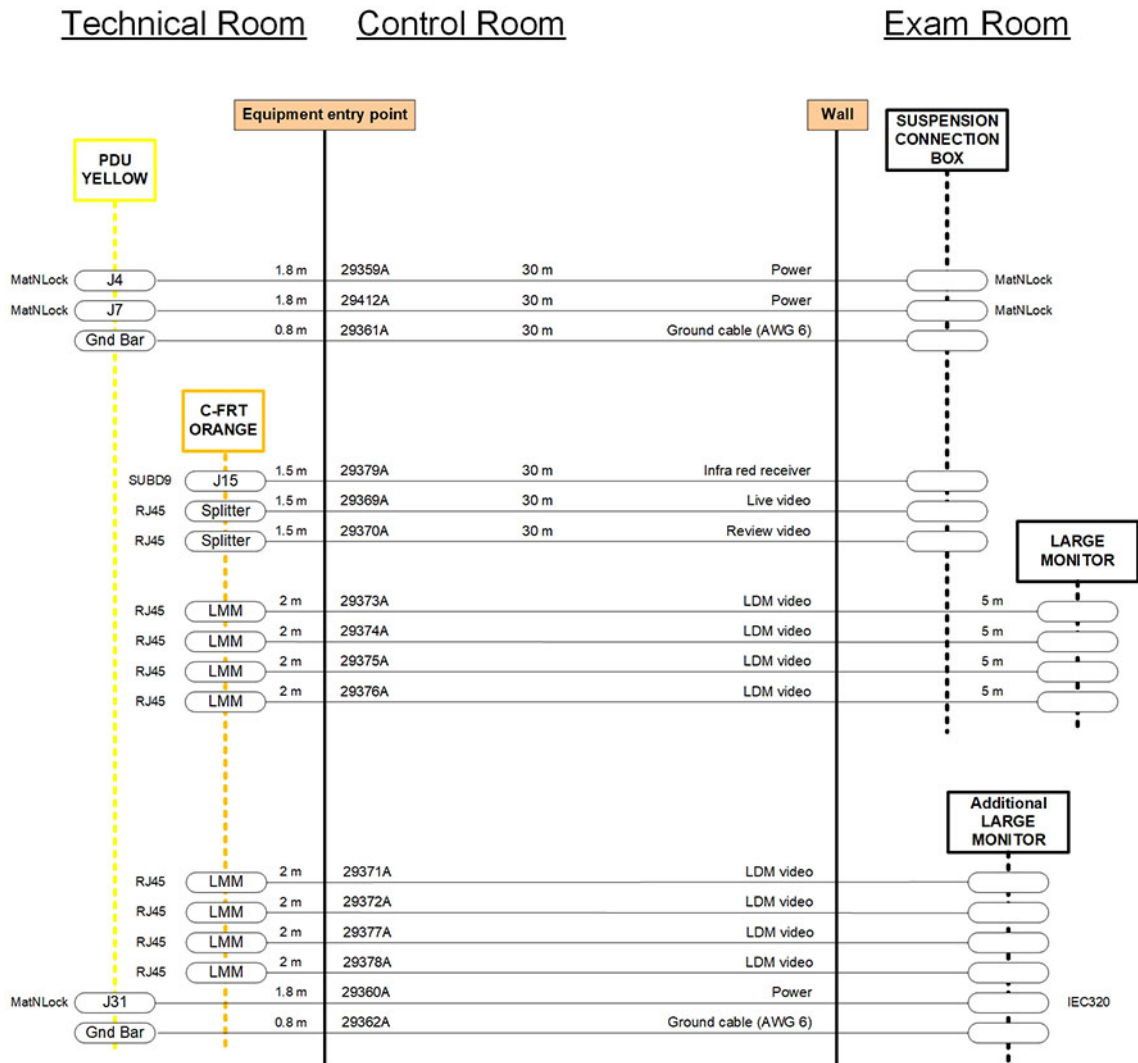 Technical Room Control Room Exam Room
Equipment entry point Wall SUSPENSION
CONNECTION
BOX
PDU
YELLOW
MatNLock J4 1.8 m 29359A 30 m Power MatNLock
MatNLock J7 1.8 m 29412A 30 m Power MatNLock
Gnd Bar 0.8 m 29361A 30 m Ground cable (AWG 6)
C-FRT
ORANGE
SUBD9 J15 1.5 m 29379A 30 m Infra red receiver
RJ45 Splitter 1.5 m 29369A 30 m Live video
RJ45 Splitter 1.5 m 29370A 30 m Review video
LARGE
MONITOR
RJ45 LMM 2 m 29373A LDM video 5 m
RJ45 LMM 2 m 29374A LDM video 5 m
RJ45 LMM 2 m 29375A LDM video 5 m
RJ45 LMM 2 m 29376A LDM video 5 m
Additional
LARGE
MONITOR
RJ45 LMM 2 m 29371A LDM video
RJ45 LMM 2 m 29372A LDM video
RJ45 LMM 2 m 29377A LDM video
RJ45 LMM 2 m 29378A LDM video
MatNLock J31 1.8 m 29360A Power IEC320
Gnd Bar 0.8 m 29362A Ground cable (AWG 6)